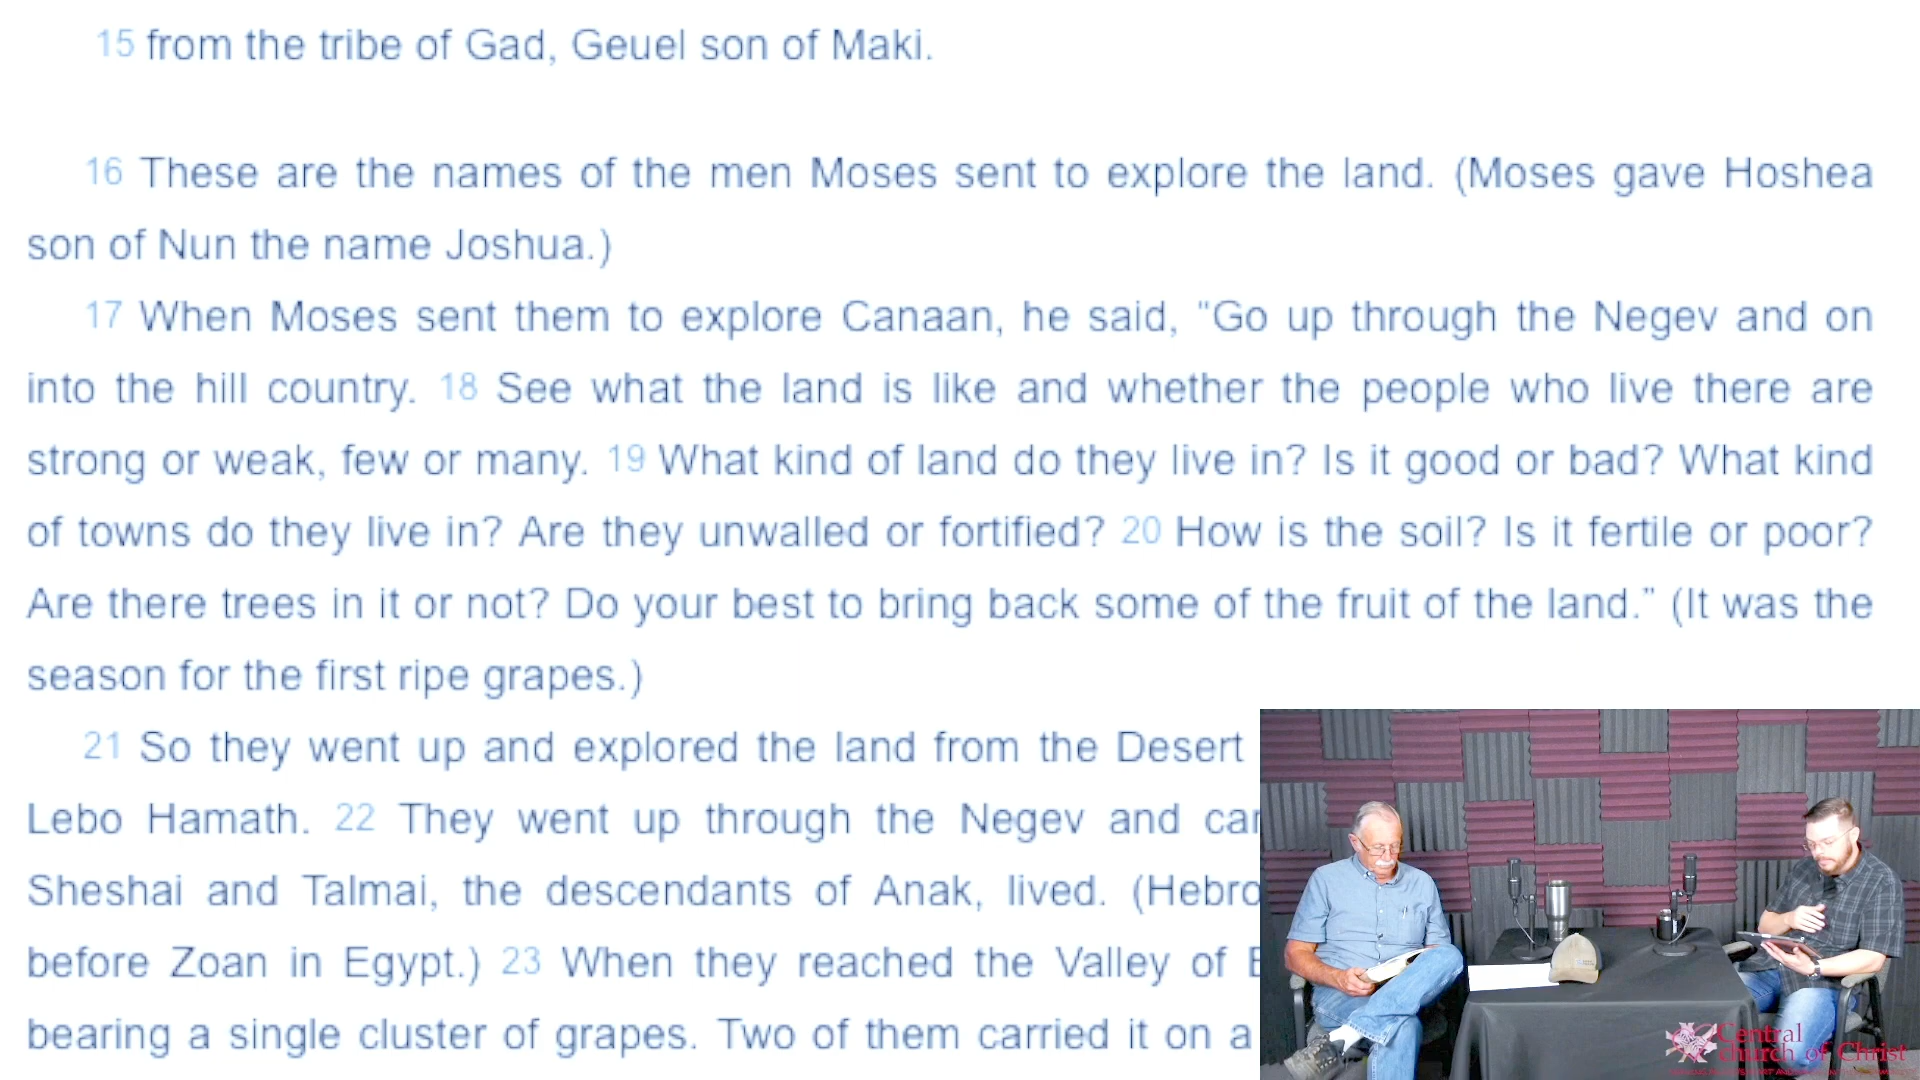 15 from the tribe of Gad, Geuel son of Maki.
16 These are the names of the men Moses sent to explore the land. (Moses gave Hoshea
son of Nun the name Joshua.)
17 When Moses sent them to explore Canaan, he said, "Go up through the Negev and on
into the hill country. 18 See what the land is like and whether the people who live there are
strong or weak, few or many. 19 What kind of land do they live in? Is it good or bad? What kind
of towns do they live in? Are they unwalled or fortified? 20 How is the soil? Is it fertile or poor?
Are there trees in it or not? Do your best to bring back some of the fruit of the land.” (It was the
season for the first ripe grapes.)
21 So they went up and explored the land from the Desert
Lebo Hamath. 22 They went up through the Negev and
Sheshai and Talmai, the descendants of Anak, lived.
before Zoan in Egypt.) 23 When they reached the Valley of
bearing a single cluster of grapes. Two of them carried it on a
Central
church of Christ